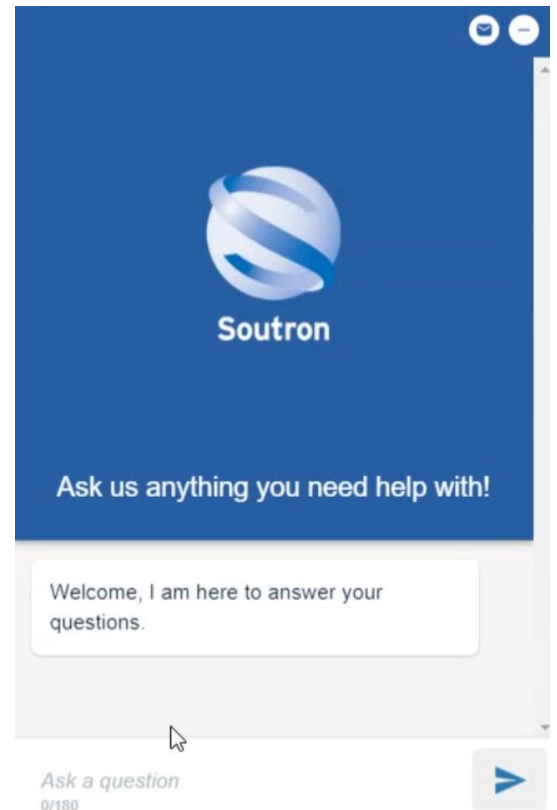 Soutron
Ask us anything you need help with!
Welcome, I am here to answer your
questions.
Ask a question
0/180